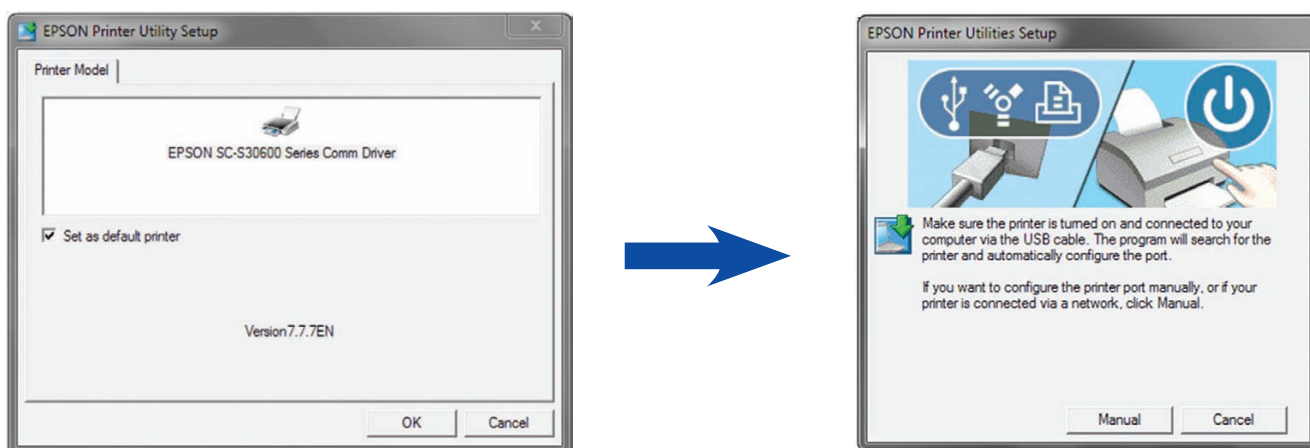 EPSON Printer Utility Setup
Printer Model
EPSON SC-S30600 Series Comm Driver
Set as default printer
Version7.7.7EN
OK Cancel
EPSON Printer Utilities Setup
Make sure the printer is turned on and connected to your
computer via the USB cable. The program will search for the
printer and automatically configure the port.
If you want to configure the printer port manually, or if your
printer is connected via a network, click Manual.
Manual Cancel